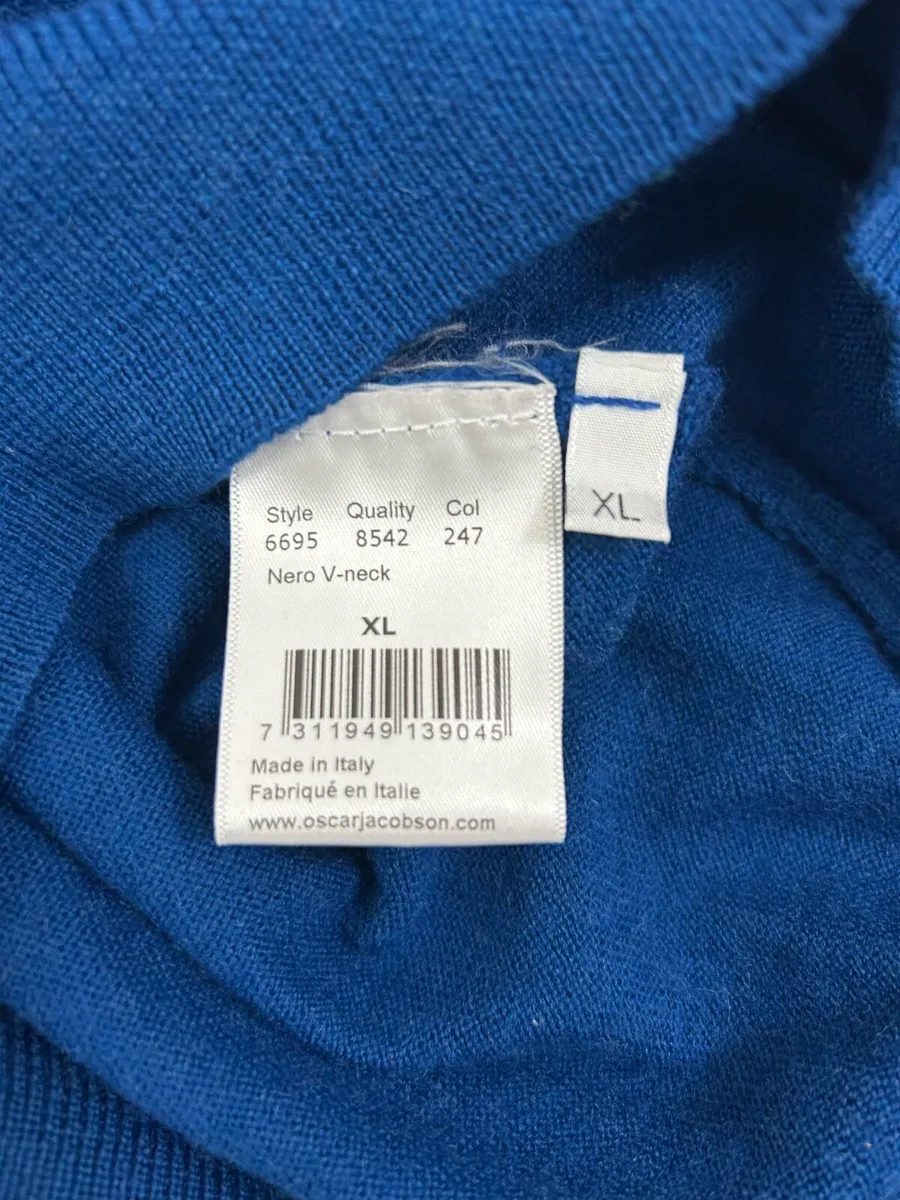 Style Quality Col
6695 8542 247
Nero V-neck
XL
7 311949 139045
Made in Italy
Fabriqué en Italie
www.oscarjacobson.com
XL